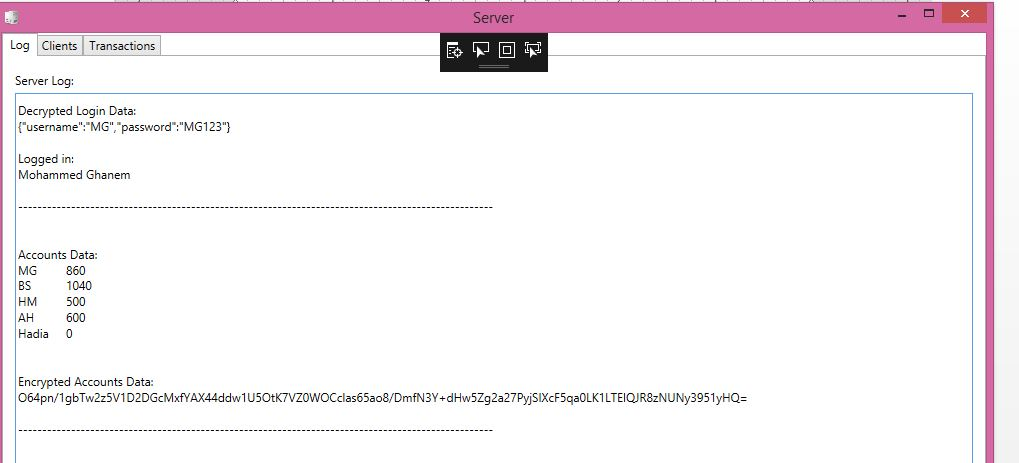 Server
Log Clients Transactions
Server Log:
Decrypted Login Data:
{"username":"MG","password":"MG123"}
Logged in:
Mohammed Ghanem
-----------------------------------------------------------------------------------------------
Accounts Data:
MG 860
BS 1040
HM 500
AH 600
Hadia 0
Encrypted Accounts Data:
O64pn/1gbTw2z5V1D2DGcMxfYAX44ddw1U5OtK7VZ0WOCcIas65ao8/DmfN3Y+dHw5Zg2a27PyjSIXcF5qa0LK1LTEIQJR8zNUNy3951yHQ=
-----------------------------------------------------------------------------------------------